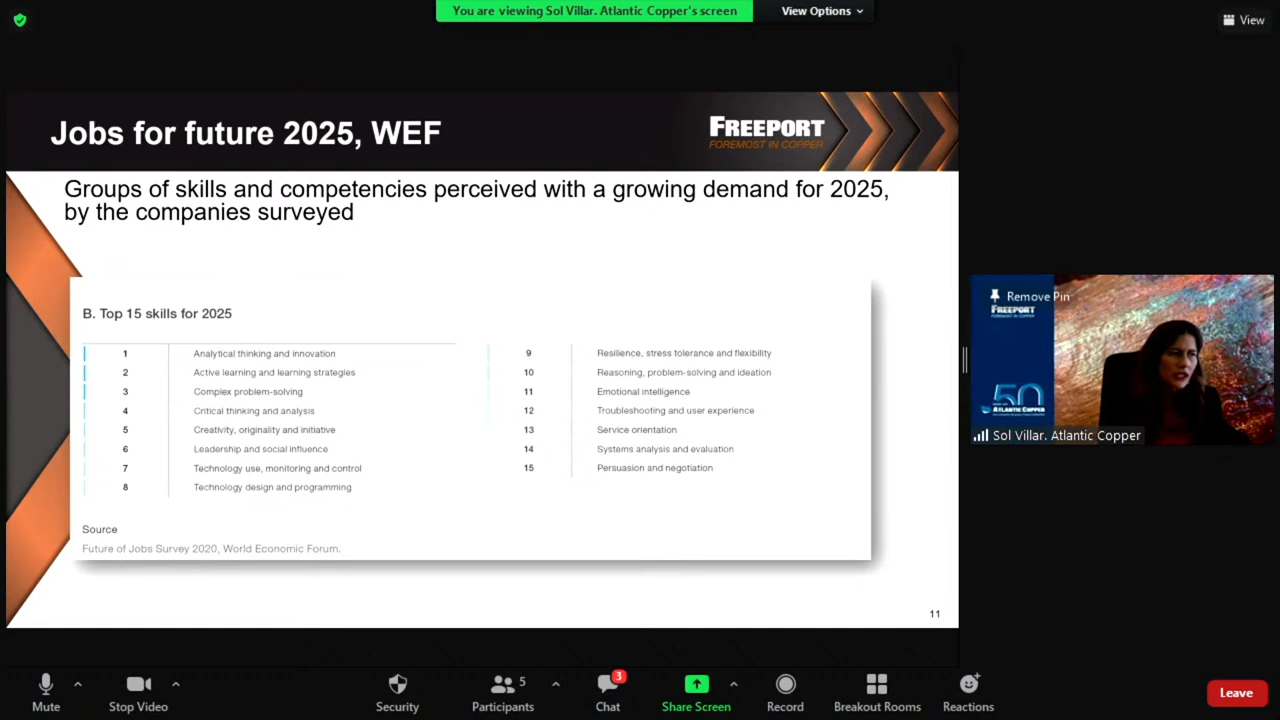 You are viewing Sol Villar. Atlantic Copper's screen
View Options
View
Jobs for future 2025, WEF
FREEPORT
FOREMOST IN COPPER
Groups of skills and competencies perceived with a growing demand for 2025,
by the companies surveyed
B. Top 15 skills for 2025
1 Analytical thinking and innovation
2 Active learning and learning strategies
3 Complex problem-solving
4 Critical thinking and analysis
5 Creativity, originality and initiative
6 Leadership and social influence
7 Technology use, monitoring and control
8 Technology design and programming
9 Resilience, stress tolerance and flexibility
10 Reasoning, problem-solving and ideation
11 Emotional intelligence
12 Troubleshooting and user experience
13 Service orientation
14 Systems analysis and evaluation
15 Persuasion and negotiation
Source
Future of Jobs Survey 2020, World Economic Forum.
11
Remove Pin
FREEPORT
FOREMOST IN COPPER
50
ATLANTIC COPPER
Sol Villar. Atlantic Copper
Mute
Stop Video
Security
5
Participants
3
Chat
Share Screen
Record
Breakout Rooms
Reactions
Leave